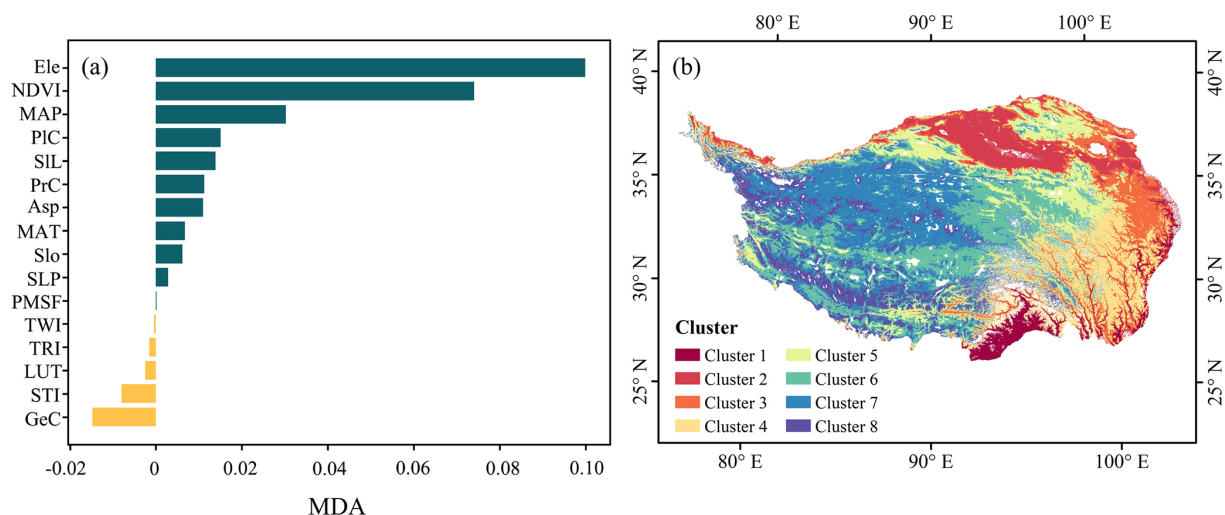 (a)
Ele
NDVI
MAP
PlC
SlL
PrC
Asp
MAT
Slo
SLP
PMSF
TWI
TRI
LUT
STI
GeC
-0.02 0 0.02 0.04 0.06 0.08 0.10
MDA
80° E 90° E 100° E
(b)
40° N 40° N
35° N 35° N
30° N 30° N
25° N 25° N
Cluster
Cluster 1 Cluster 5
Cluster 2 Cluster 6
Cluster 3 Cluster 7
Cluster 4 Cluster 8
80° E 90° E 100° E